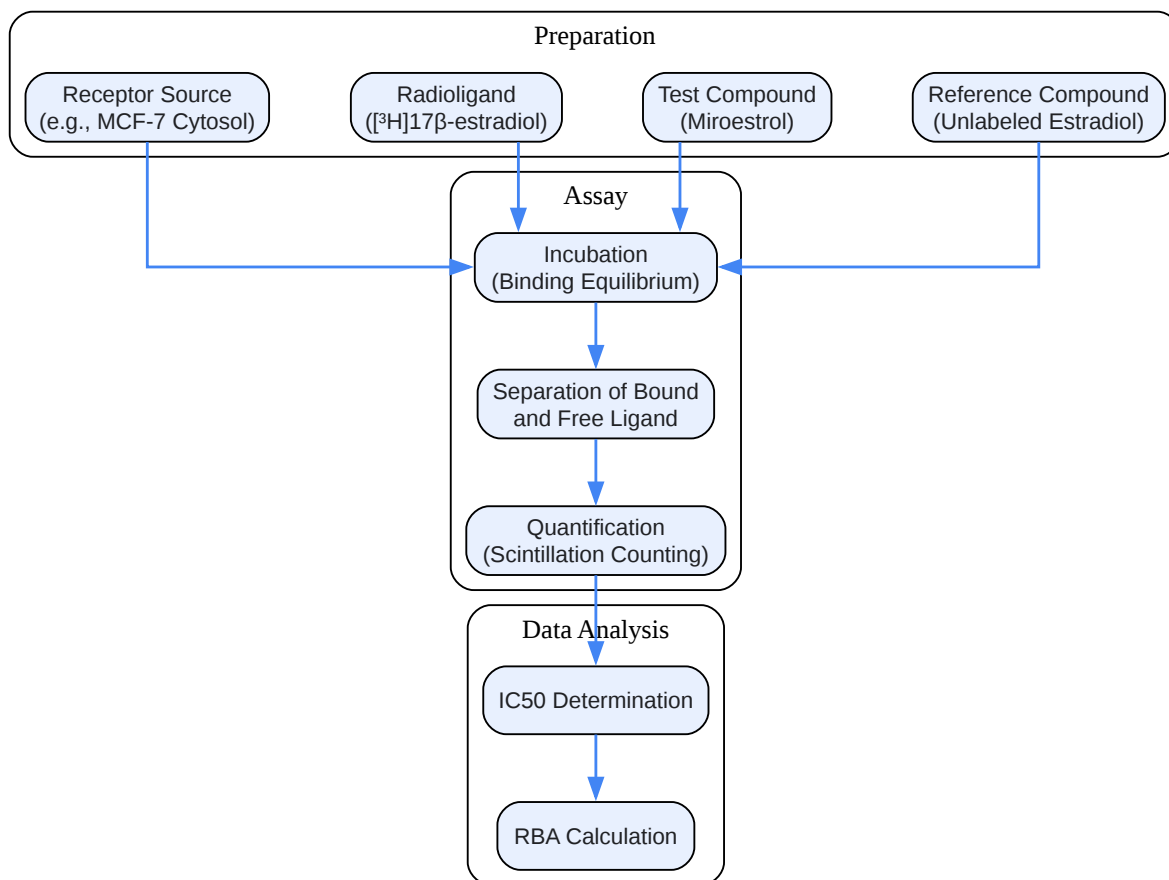 Preparation
Receptor Source
(e.g., MCF-7 Cytosol)
Radioligand
([³H]17β-estradiol)
Test Compound
(Miroestrol)
Reference Compound
(Unlabeled Estradiol)
Assay
Incubation
(Binding Equilibrium)
Separation of Bound
and Free Ligand
Quantification
(Scintillation Counting)
Data Analysis
IC50 Determination
RBA Calculation